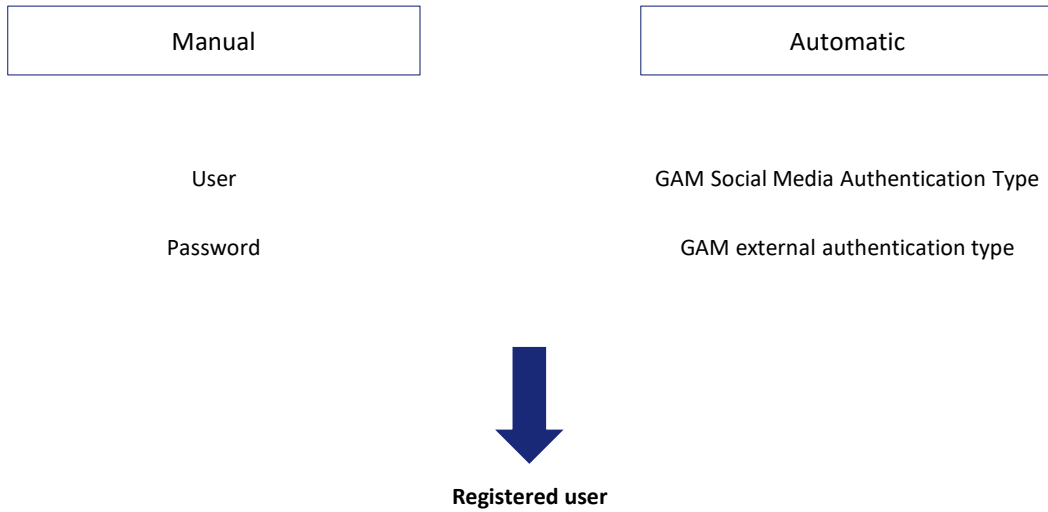 Manual
Automatic
User
GAM Social Media Authentication Type
Password
GAM external authentication type
Registered user